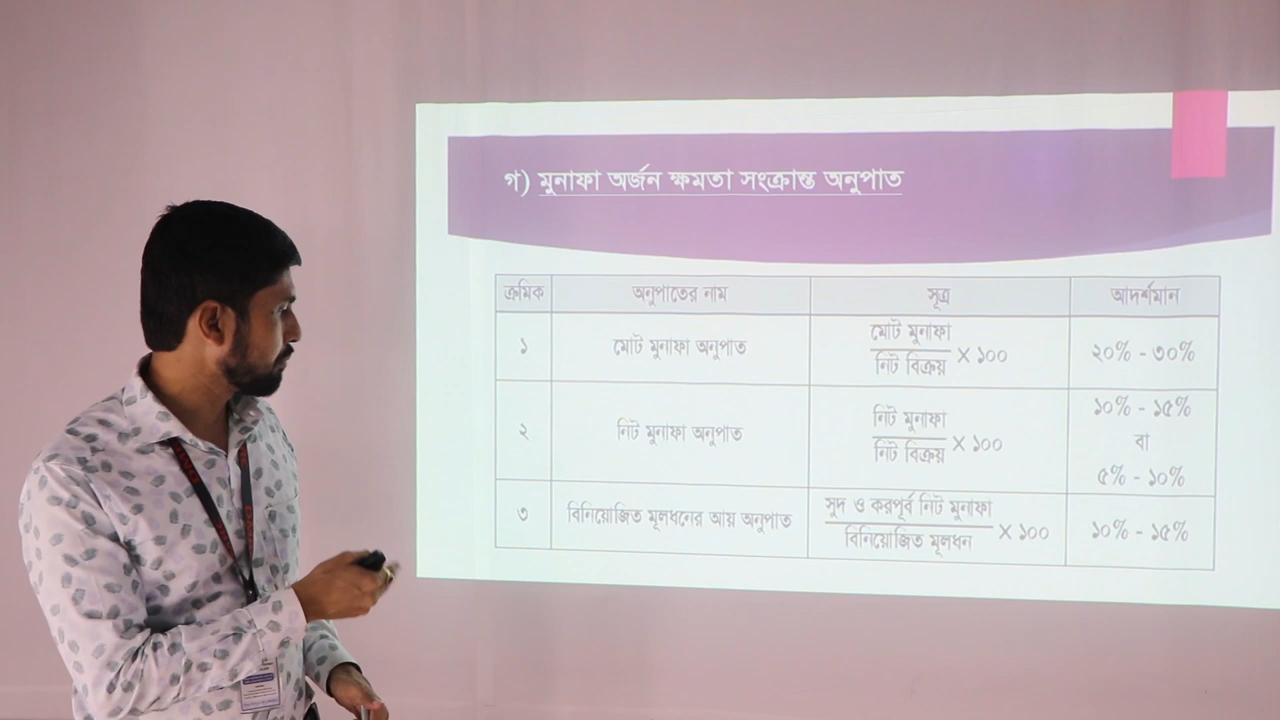 গ) মুনাফা অর্জন ক্ষমতা সংক্রান্ত অনুপাত
ক্রমিক অনুপাতের নাম সূত্র আদর্শমান
১ মোট মুনাফা অনুপাত মোট মুনাফা / নিট বিক্রয় X ১০০ ২০% - ৩০%
২ নিট মুনাফা অনুপাত নিট মুনাফা / নিট বিক্রয় X ১০০ ১০% - ১৫%
বা
৫% - ১০%
৩ বিনিয়োজিত মূলধনের আয় অনুপাত সুদ ও করপূর্ব নিট মুনাফা / বিনিয়োজিত মূলধন X ১০০ ১০% - ১৫%